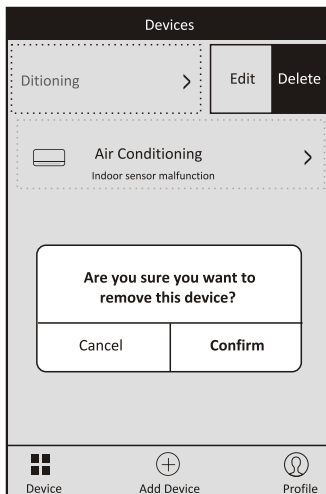 Devices
Ditioning
Edit
Delete
Air Conditioning
Indoor sensor malfunction
Are you sure you want to
remove this device?
Cancel
Confirm
Device
Add Device
Profile